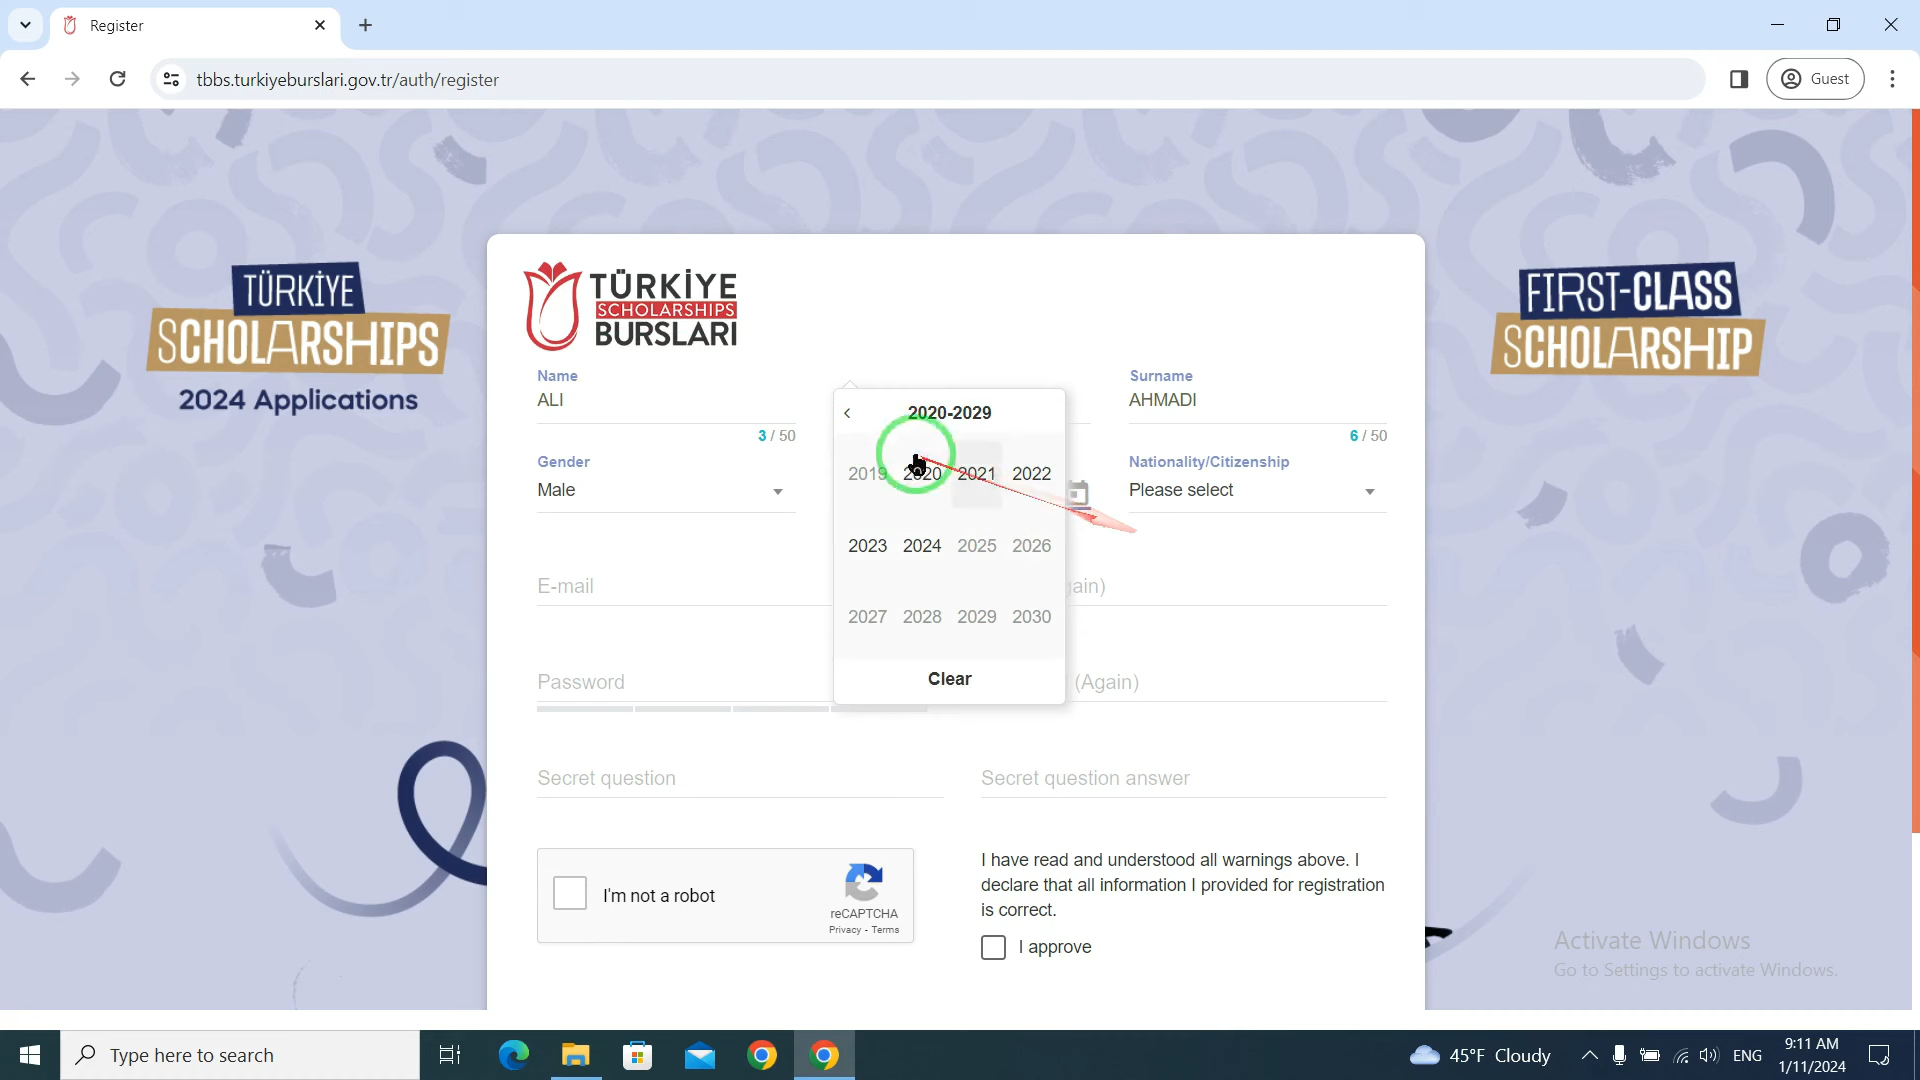 Register
tbbs.turkiyeburslari.gov.tr/auth/register
Guest
TÜRKİYE
SCHOLARSHIPS
2024 Applications
FIRST-CLASS
SCHOLARSHIP
TÜRKİYE
SCHOLARSHIPS
BURSLARI
Name
ALI
3 / 50
Surname
AHMADI
6 / 50
Gender
Male
Nationality/Citizenship
Please select
2020-2029
2019 2020 2021 2022
2023 2024 2025 2026
2027 2028 2029 2030
Clear
E-mail
ain)
Password
(Again)
Secret question
Secret question answer
I'm not a robot
reCAPTCHA
Privacy - Terms
I have read and understood all warnings above. I
declare that all information I provided for registration
is correct.
I approve
Activate Windows
Go to Settings to activate Windows.
Type here to search
45°F Cloudy
ENG
9:11 AM
1/11/2024